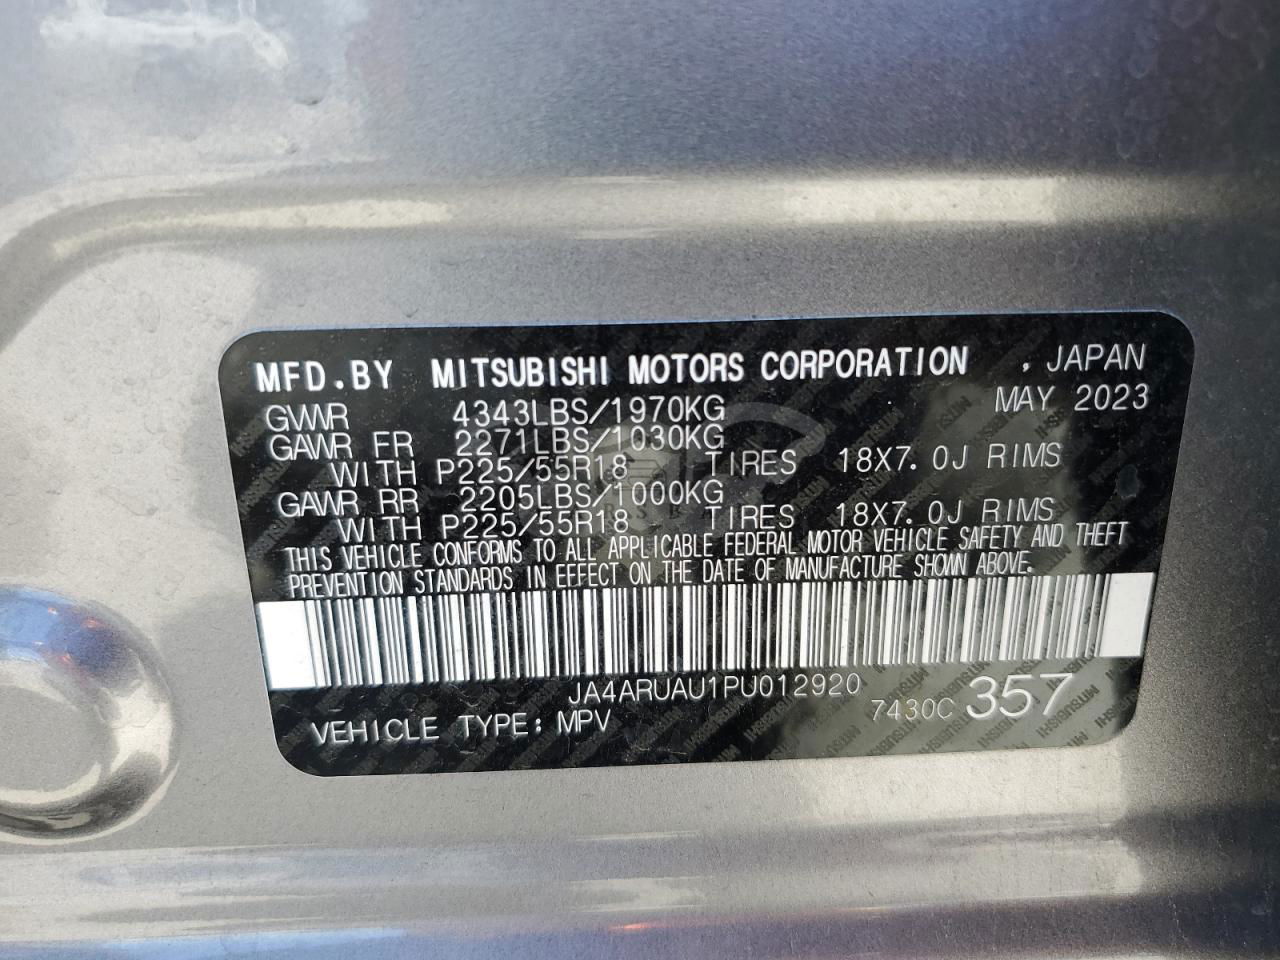 MFD.BY MITSUBISHI MOTORS CORPORATION , JAPAN
GVWR 4343LBS/1970KG MAY 2023
GAWR FR 2271LBS/1030KG
WITH P225/55R18 TIRES 18X7.0J RIMS
GAWR RR 2205LBS/1000KG
WITH P225/55R18 TIRES 18X7.0J RIMS
THIS VEHICLE CONFORMS TO ALL APPLICABLE FEDERAL MOTOR VEHICLE SAFETY AND THEFT
PREVENTION STANDARDS IN EFFECT ON THE DATE OF MANUFACTURE SHOWN ABOVE.
JA4ARUAU1PU012920
VEHICLE TYPE: MPV 7430C 357